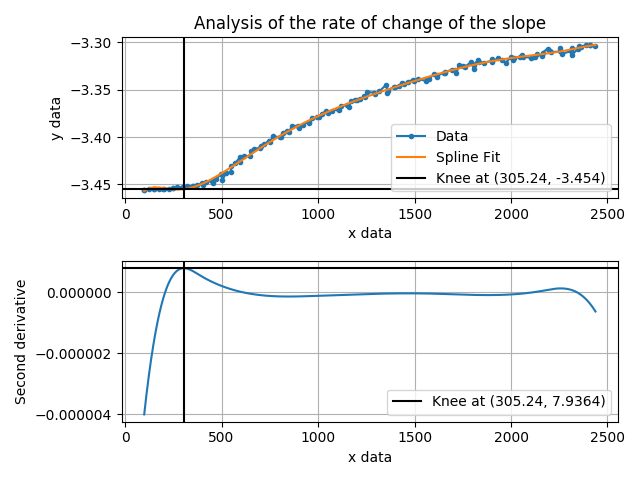 Analysis of the rate of change of the slope
−3.30
−3.35
−3.40
−3.45
y data
Data
Spline Fit
Knee at (305.24, -3.454)
0 500 1000 1500 2000 2500
x data
0.000000
−0.000002
−0.000004
Second derivative
Knee at (305.24, 7.9364)
0 500 1000 1500 2000 2500
x data